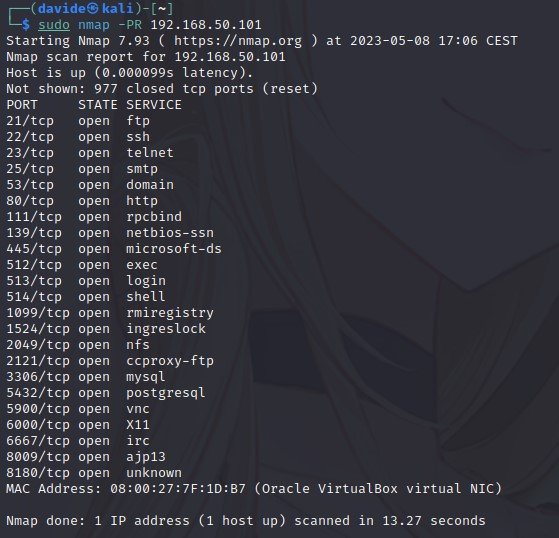 ┌──(davide㉿kali)-[~]
└─$ sudo nmap -PR 192.168.50.101
Starting Nmap 7.93 ( https://nmap.org ) at 2023-05-08 17:06 CEST
Nmap scan report for 192.168.50.101
Host is up (0.000099s latency).
Not shown: 977 closed tcp ports (reset)
PORT     STATE SERVICE
21/tcp   open  ftp
22/tcp   open  ssh
23/tcp   open  telnet
25/tcp   open  smtp
53/tcp   open  domain
80/tcp   open  http
111/tcp  open  rpcbind
139/tcp  open  netbios-ssn
445/tcp  open  microsoft-ds
512/tcp  open  exec
513/tcp  open  login
514/tcp  open  shell
1099/tcp open  rmiregistry
1524/tcp open  ingreslock
2049/tcp open  nfs
2121/tcp open  ccproxy-ftp
3306/tcp open  mysql
5432/tcp open  postgresql
5900/tcp open  vnc
6000/tcp open  X11
6667/tcp open  irc
8009/tcp open  ajp13
8180/tcp open  unknown
MAC Address: 08:00:27:7F:1D:B7 (Oracle VirtualBox virtual NIC)
Nmap done: 1 IP address (1 host up) scanned in 13.27 seconds